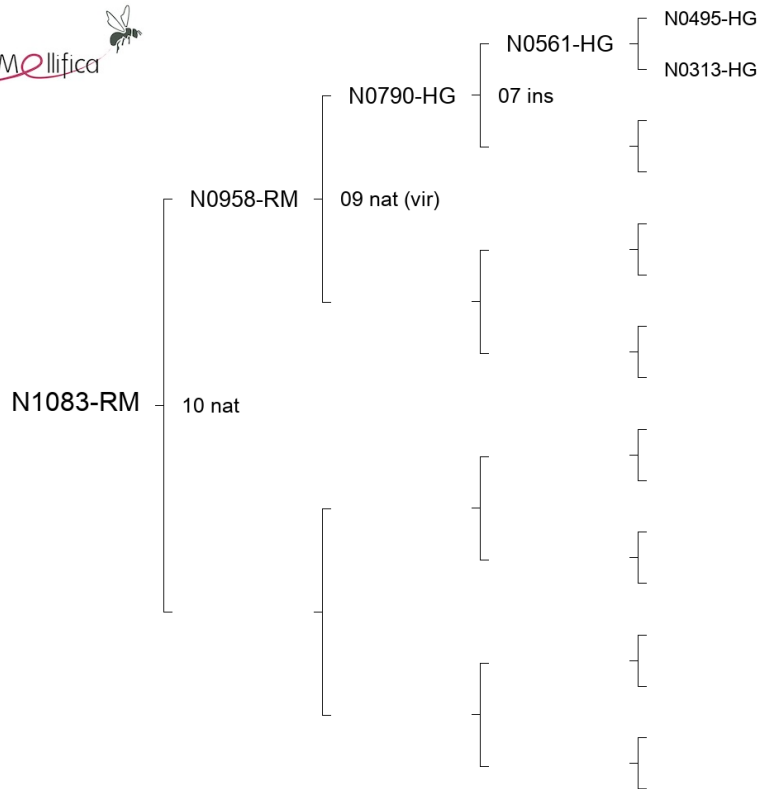 Mellifica
N0495-HG
N0561-HG
N0313-HG
N0790-HG
07 ins
N0958-RM
09 nat (vir)
N1083-RM
10 nat